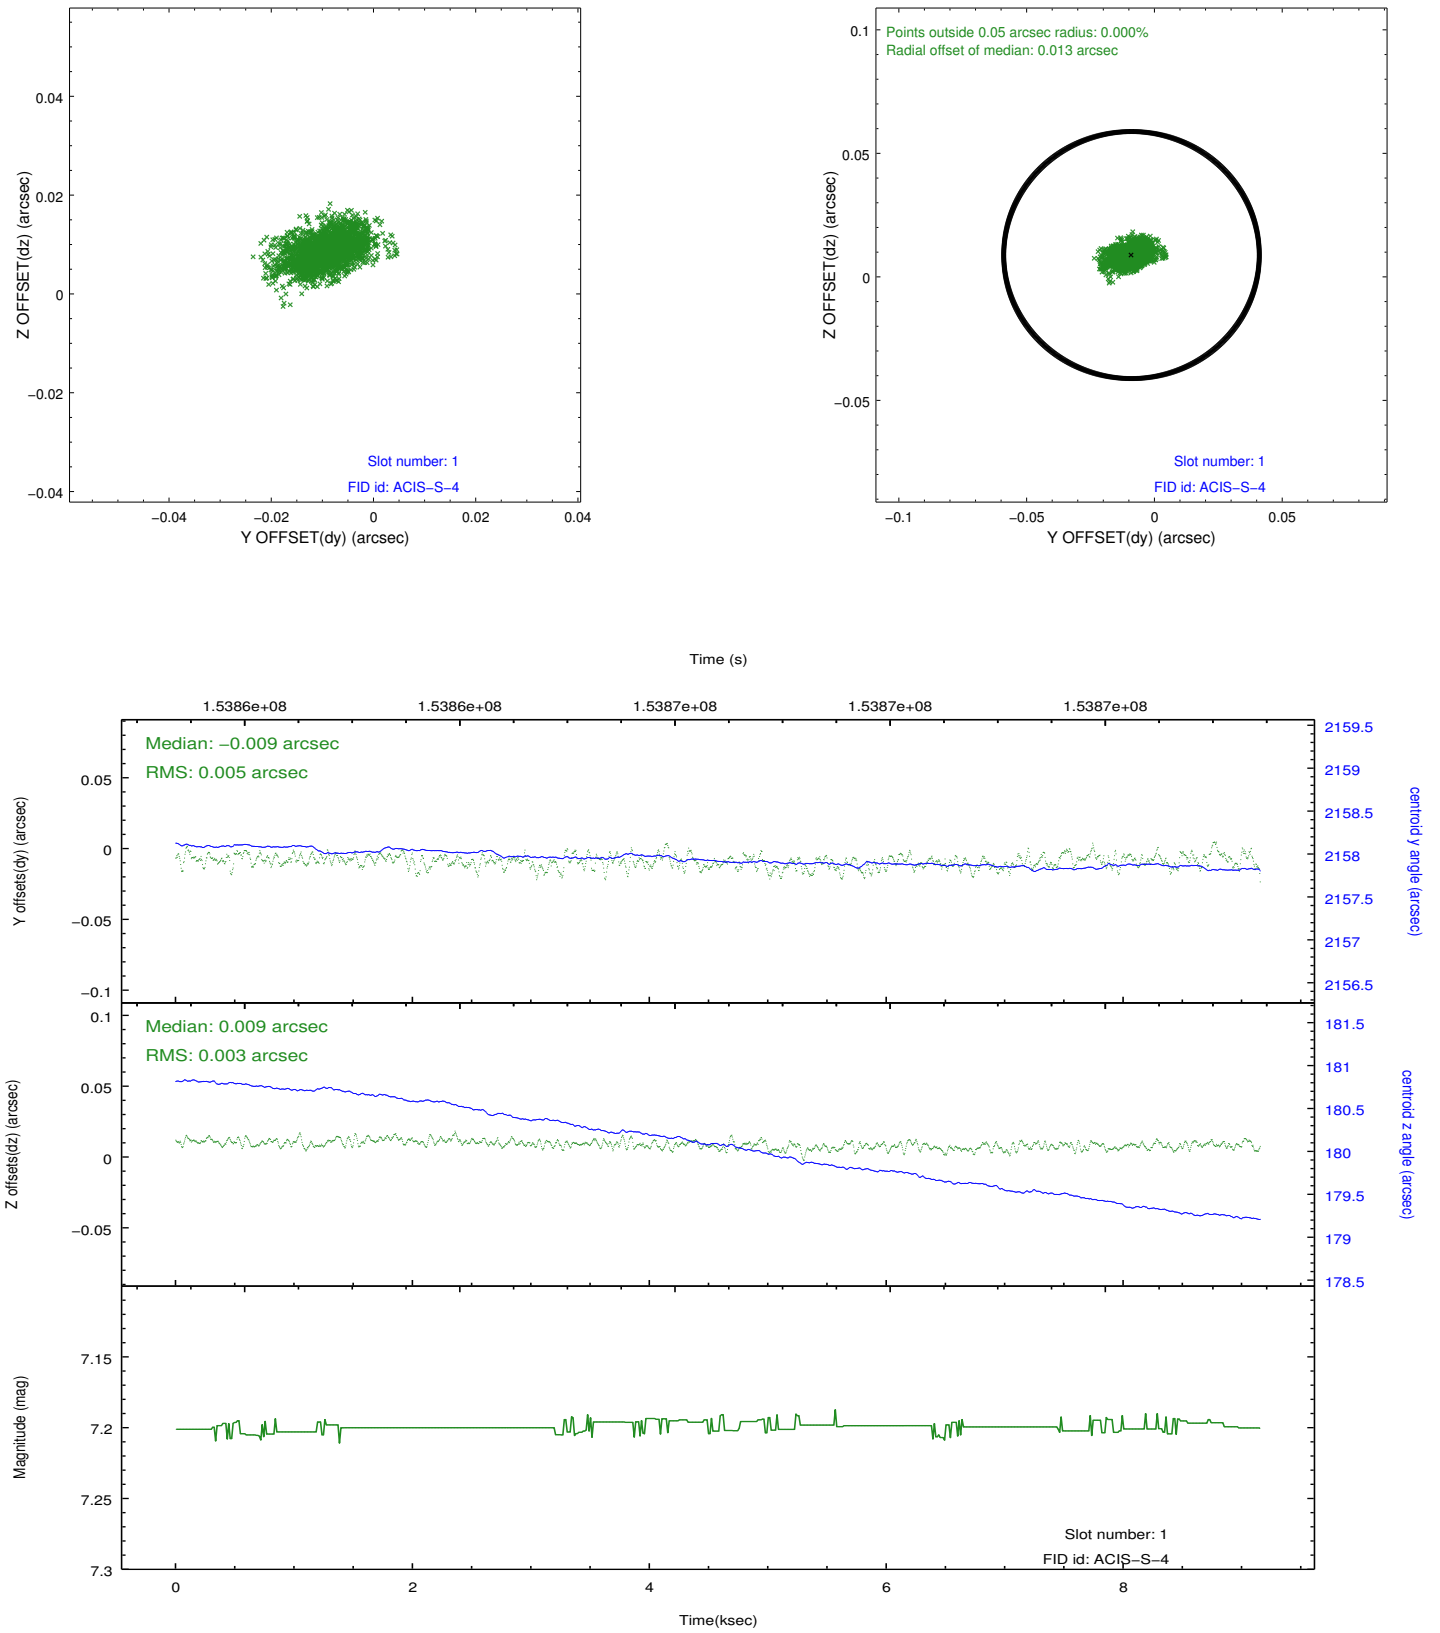 0.04
0.02
0
−0.02
−0.04
Z OFFSET(dz) (arcsec)
Slot number: 1
FID id: ACIS−S−4
−0.04
−0.02
0
0.02
0.04
Y OFFSET(dy) (arcsec)
Points outside 0.05 arcsec radius: 0.000%
Radial offset of median: 0.013 arcsec
0.1
0.05
0
−0.05
Z OFFSET(dz) (arcsec)
Slot number: 1
FID id: ACIS−S−4
−0.1
−0.05
0
0.05
Y OFFSET(dy) (arcsec)
Time (s)
1.5386e+08
1.5386e+08
1.5387e+08
1.5387e+08
1.5387e+08
Median: −0.009 arcsec
RMS: 0.005 arcsec
0.05
0
−0.05
−0.1
Y offsets(dy) (arcsec)
2159.5
2159
2158.5
2158
2157.5
2157
2156.5
centroid y angle (arcsec)
Median: 0.009 arcsec
RMS: 0.003 arcsec
0.1
0.05
0
−0.05
Z offsets(dz) (arcsec)
181.5
181
180.5
180
179.5
179
178.5
centroid z angle (arcsec)
7.15
7.2
7.25
7.3
Magnitude (mag)
Slot number: 1
FID id: ACIS−S−4
0
2
4
6
8
Time(ksec)